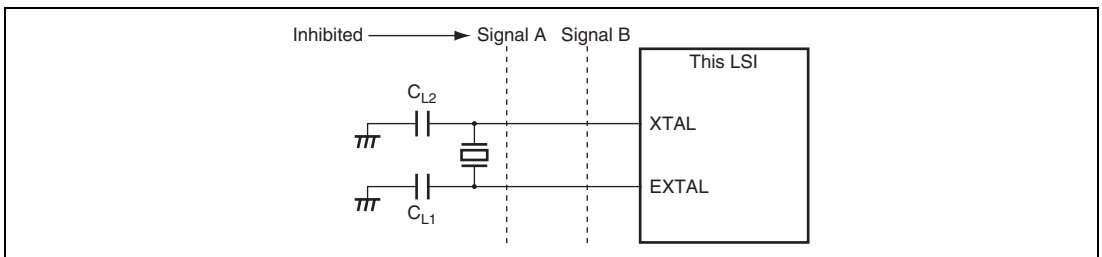 Inhibited Signal A Signal B
This LSI
CL2
XTAL
EXTAL
CL1